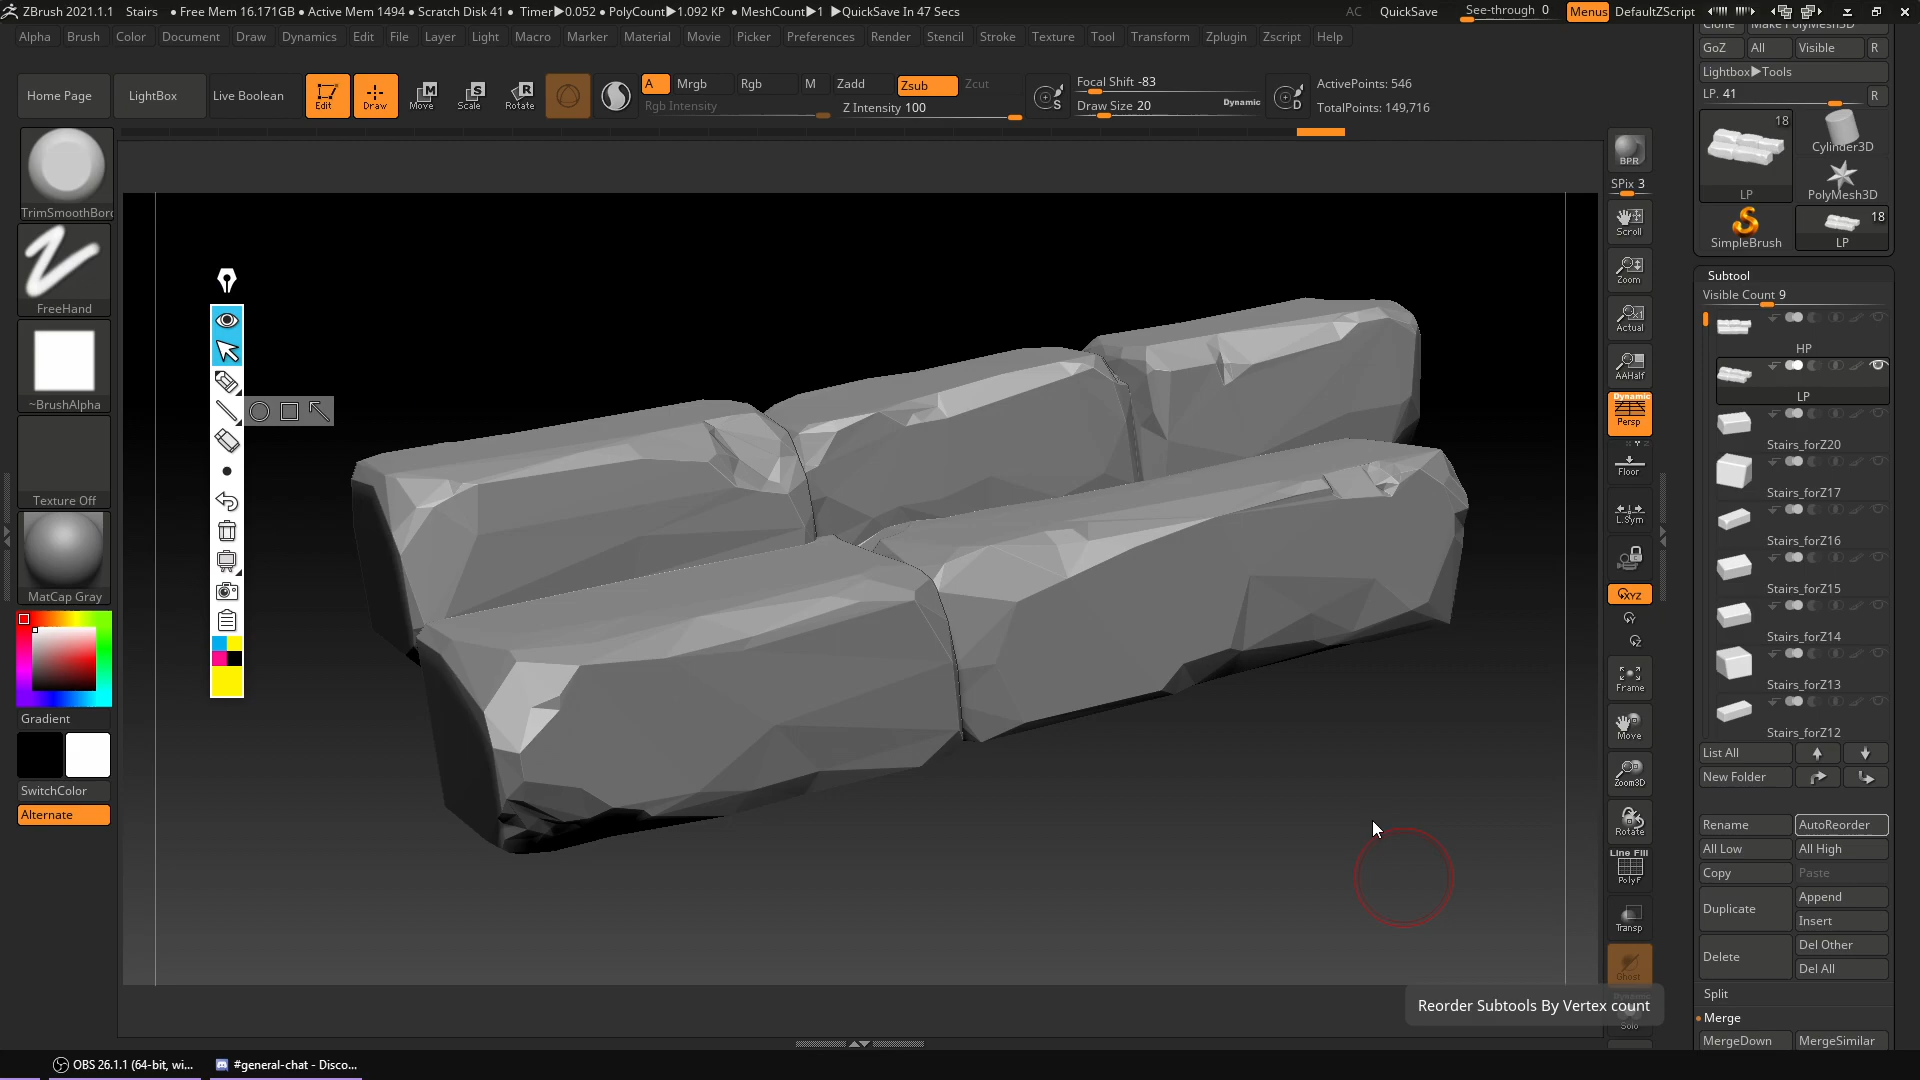 ZBrush 2021.1.1 Stairs ● Free Mem 16.171GB ● Active Mem 1494 ● Scratch Disk 41 ● Timer▶0.052 ● PolyCount▶1.092 KP ● MeshCount▶1 ▶QuickSave In 47 Secs AC QuickSave See-through 0 Menus DefaultZScript
Alpha Brush Color Document Draw Dynamics Edit File Layer Light Macro Marker Material Movie Picker Preferences Render Stencil Stroke Texture Tool Transform Zplugin Zscript Help
Home Page LightBox Live Boolean Edit Draw Move Scale Rotate
A Mrgb Rgb M Zadd Zsub Zcut
Rgb Intensity Z Intensity 100
Focal Shift -83
Draw Size 20 Dynamic
S D
ActivePoints: 546
TotalPoints: 149,716
TrimSmoothBord
FreeHand
~BrushAlpha
Texture Off
MatCap Gray
Gradient
SwitchColor
Alternate
BPR
SPix 3
Scroll
Zoom
Actual
AAHalf
Dynamic
Persp
Floor
L.Sym
XYZ
Y
Z
Frame
Move
Zoom3D
Rotate
Line Fill
PolyF
Transp
Ghost
Solo
Reorder Subtools By Vertex count
GoZ All Visible R
Lightbox▶Tools
LP. 41 R
18
LP
Cylinder3D
PolyMesh3D
SimpleBrush
18
LP
Subtool
Visible Count 9
HP
LP
Stairs_forZ20
Stairs_forZ17
Stairs_forZ16
Stairs_forZ15
Stairs_forZ14
Stairs_forZ13
Stairs_forZ12
List All
New Folder
Rename AutoReorder
All Low All High
Copy Paste
Duplicate Append
Insert
Delete Del Other
Del All
Split
Merge
MergeDown MergeSimilar
OBS 26.1.1 (64-bit, wi... #general-chat - Disco...